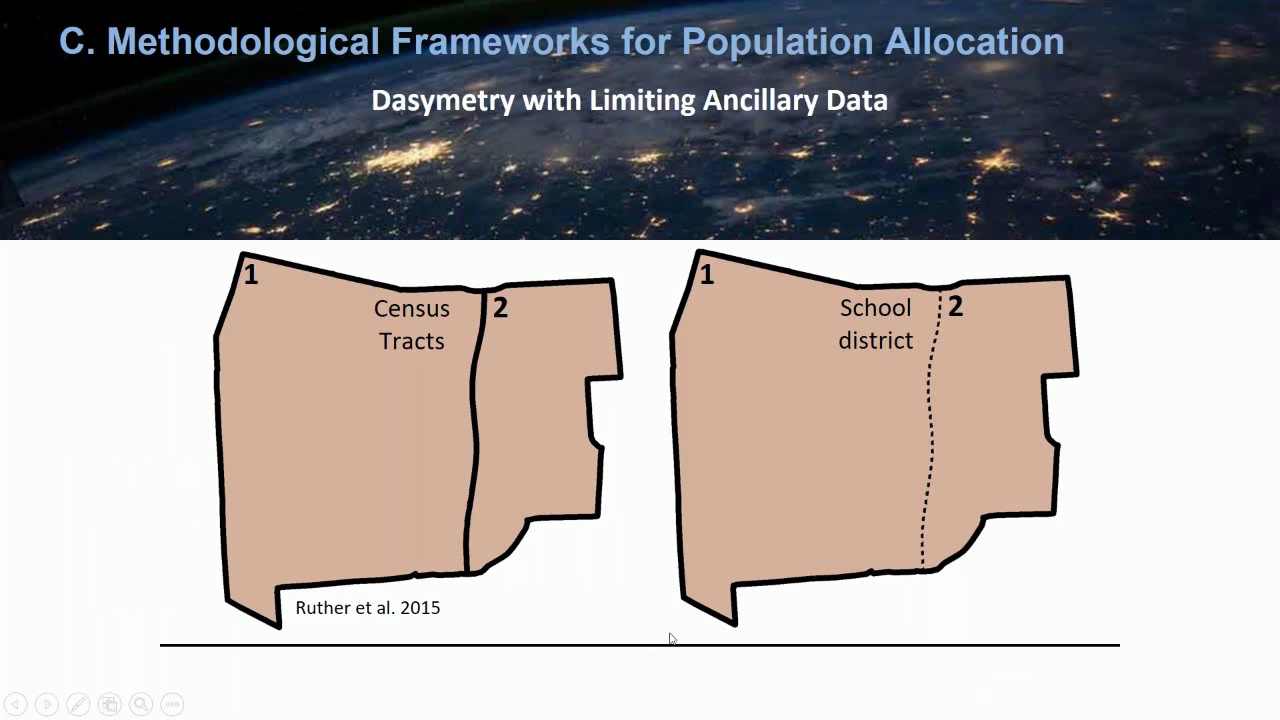 C. Methodological Frameworks for Population Allocation
Dasymetry with Limiting Ancillary Data
1
Census
Tracts
2
Ruther et al. 2015
1
School
district
2